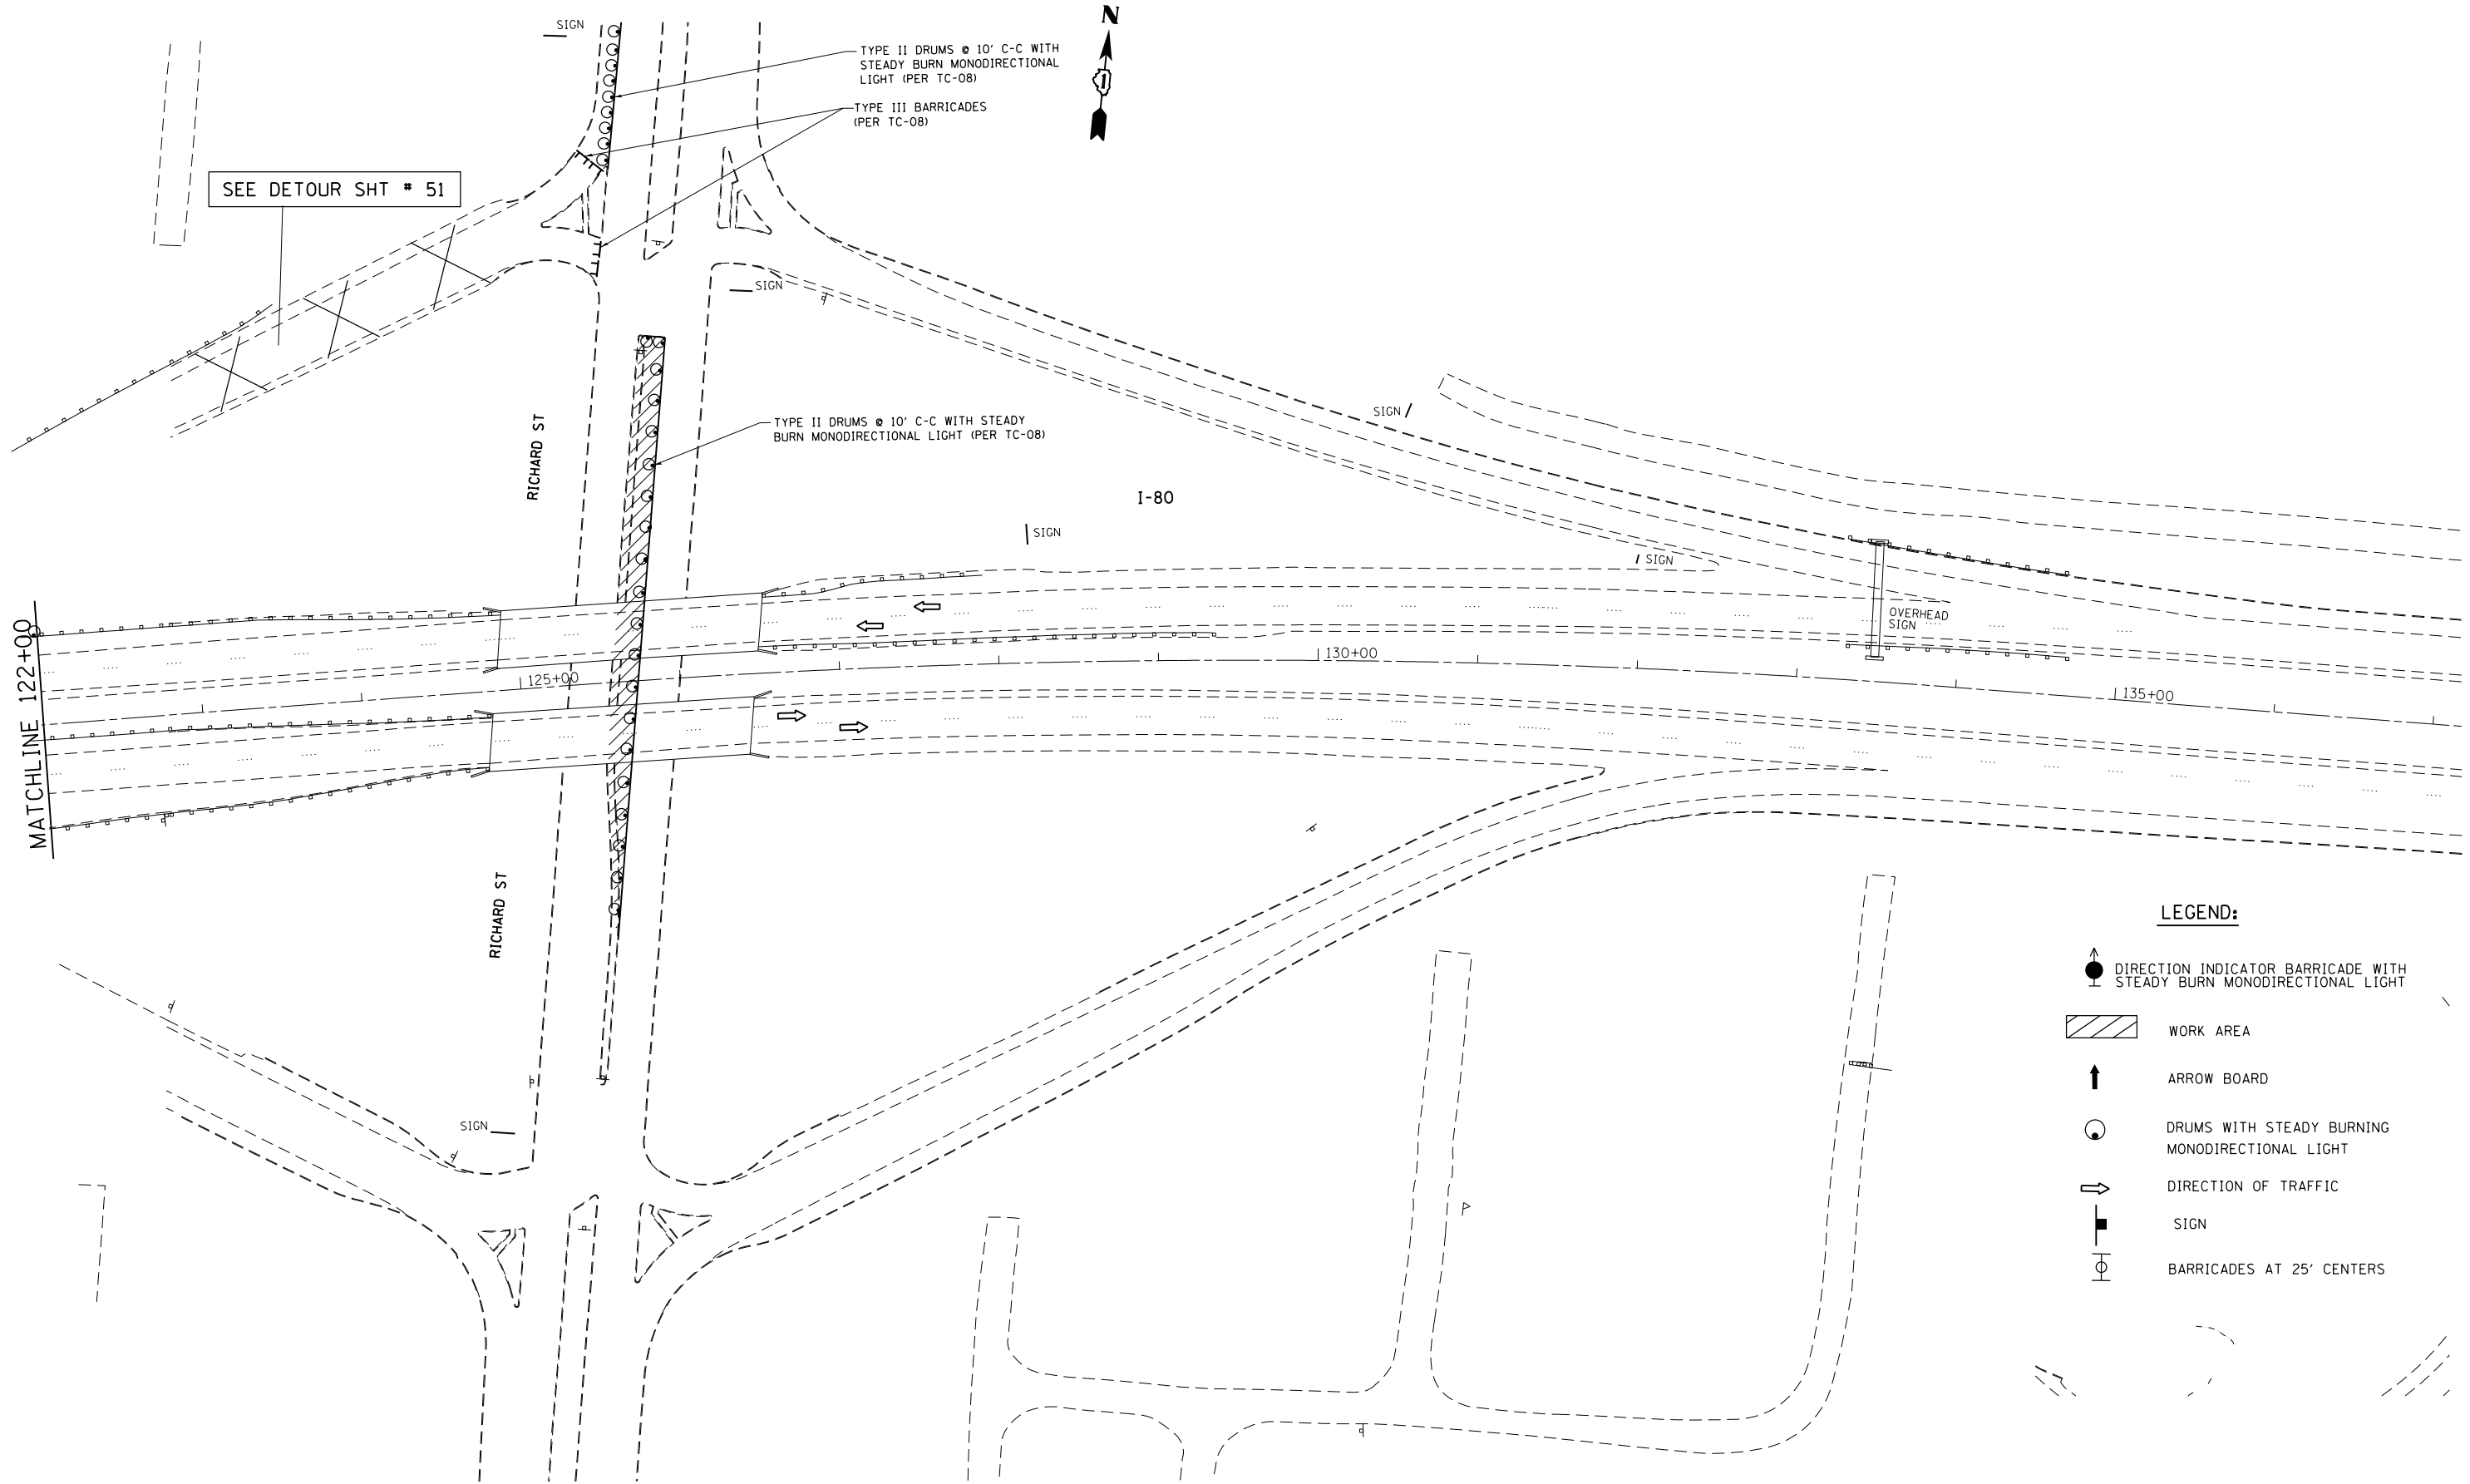 N
SIGN
TYPE II DRUMS @ 10' C-C WITH
STEADY BURN MONODIRECTIONAL
LIGHT (PER TC-08)
TYPE III BARRICADES
(PER TC-08)
SEE DETOUR SHT # 51
SIGN
RICHARD ST
TYPE II DRUMS @ 10' C-C WITH STEADY
BURN MONODIRECTIONAL LIGHT (PER TC-08)
SIGN
I-80
SIGN
SIGN
OVERHEAD
SIGN
MATCHLINE 122+00
125+00
130+00
135+00
RICHARD ST
SIGN
LEGEND:
DIRECTION INDICATOR BARRICADE WITH
STEADY BURN MONODIRECTIONAL LIGHT
WORK AREA
ARROW BOARD
DRUMS WITH STEADY BURNING
MONODIRECTIONAL LIGHT
DIRECTION OF TRAFFIC
SIGN
BARRICADES AT 25' CENTERS